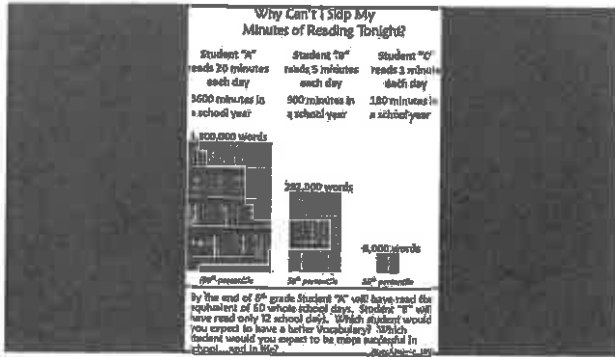 Why Can't I Skip My
Minutes of Reading Tonight?
Student "A" Student "B" Student "C"
reads 20 minutes reads 5 minutes reads 1 minute
each day each day each day
3600 minutes in 900 minutes in 180 minutes in
a school year a school year a school year
,800,000 words
282,000 words
8,000 words
percentile 50th percentile percentile
By the end of 6th grade Student "A" will have read the
equivalent of 60 whole school days. Student "B" will
have read only 12 school days. Which student would
you expect to have a better Vocabulary? Which
student would you expect to be more successful in
school....and in life?